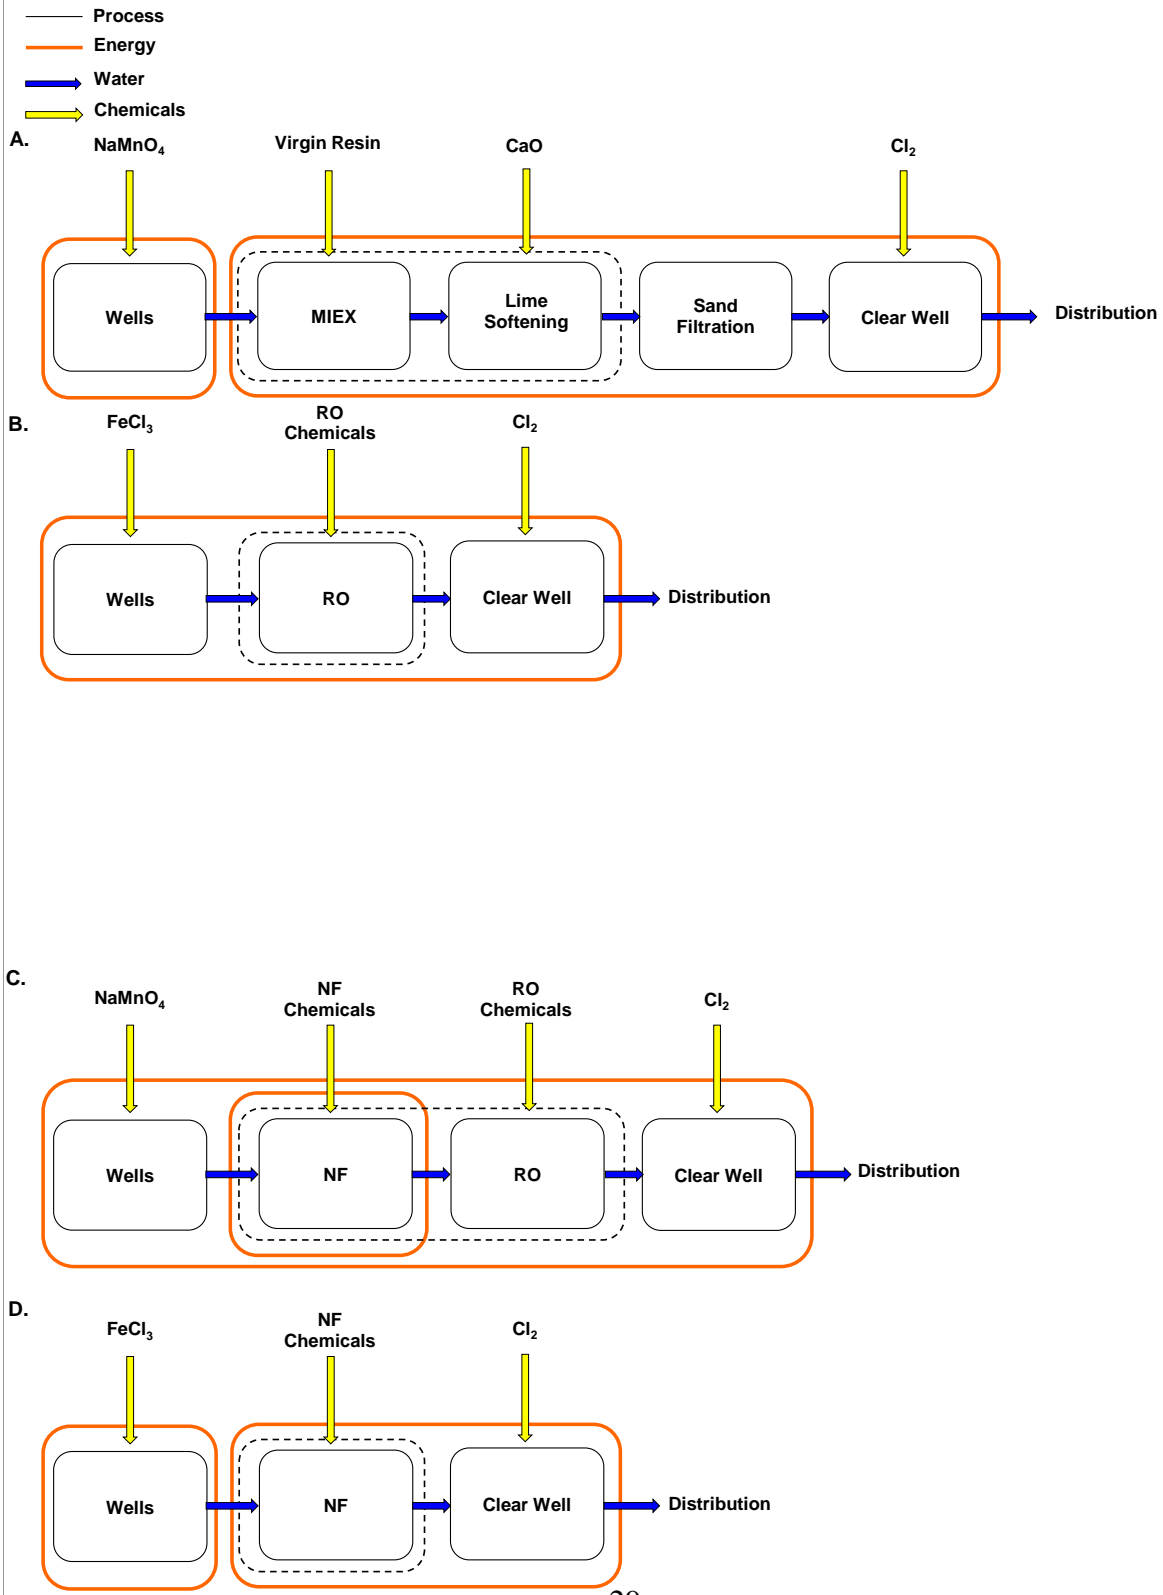 Process
Energy
Water
Chemicals
A.
NaMnO₄
Virgin Resin
CaO
Cl₂
Wells
MIEX
Lime
Softening
Sand
Filtration
Clear Well
Distribution
B.
FeCl₃
RO
Chemicals
Cl₂
Wells
RO
Clear Well
Distribution
C.
NaMnO₄
NF
Chemicals
RO
Chemicals
Cl₂
Wells
NF
RO
Clear Well
Distribution
D.
FeCl₃
NF
Chemicals
Cl₂
Wells
NF
Clear Well
Distribution